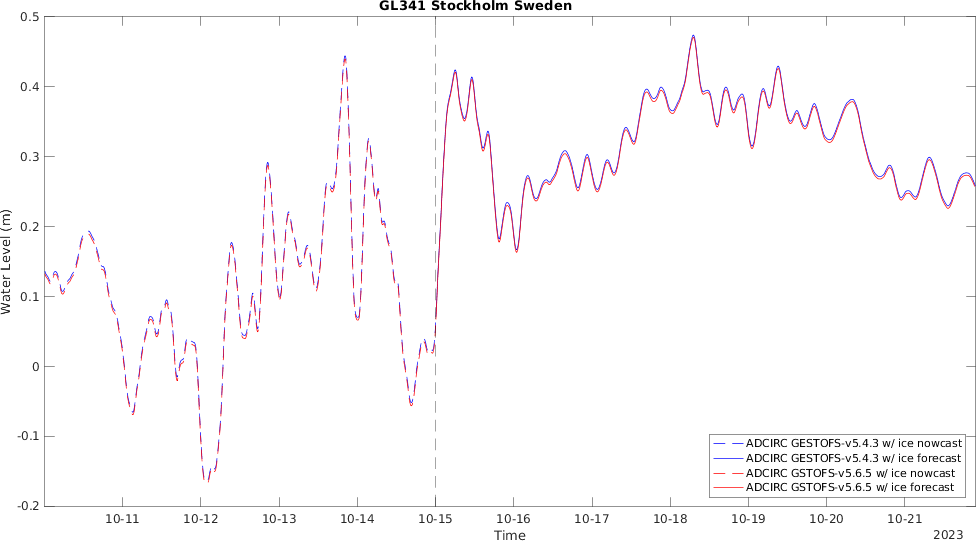 GL341 Stockholm Sweden
0.5
0.4
0.3
0.2
0.1
0
-0.1
-0.2
Water Level (m)
ADCIRC GESTOFS-v5.4.3 w/ ice nowcast
ADCIRC GESTOFS-v5.4.3 w/ ice forecast
ADCIRC GSTOFS-v5.6.5 w/ ice nowcast
ADCIRC GSTOFS-v5.6.5 w/ ice forecast
10-11 10-12 10-13 10-14 10-15 10-16 10-17 10-18 10-19 10-20 10-21
Time
2023